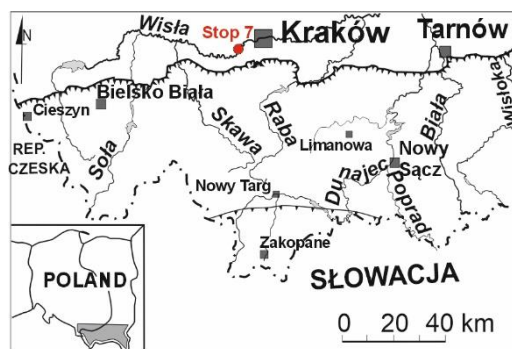 Wisła
Stop 7
Kraków
Tarnów
N
Bielsko Biała
Cieszyn
REP.
CZESKA
Soła
Skawa
Raba
Limanowa
Biała
Wisłoka
Nowy
Sącz
Dunajec
Poprad
Nowy Targ
Zakopane
SŁOWACJA
POLAND
0 20 40 km